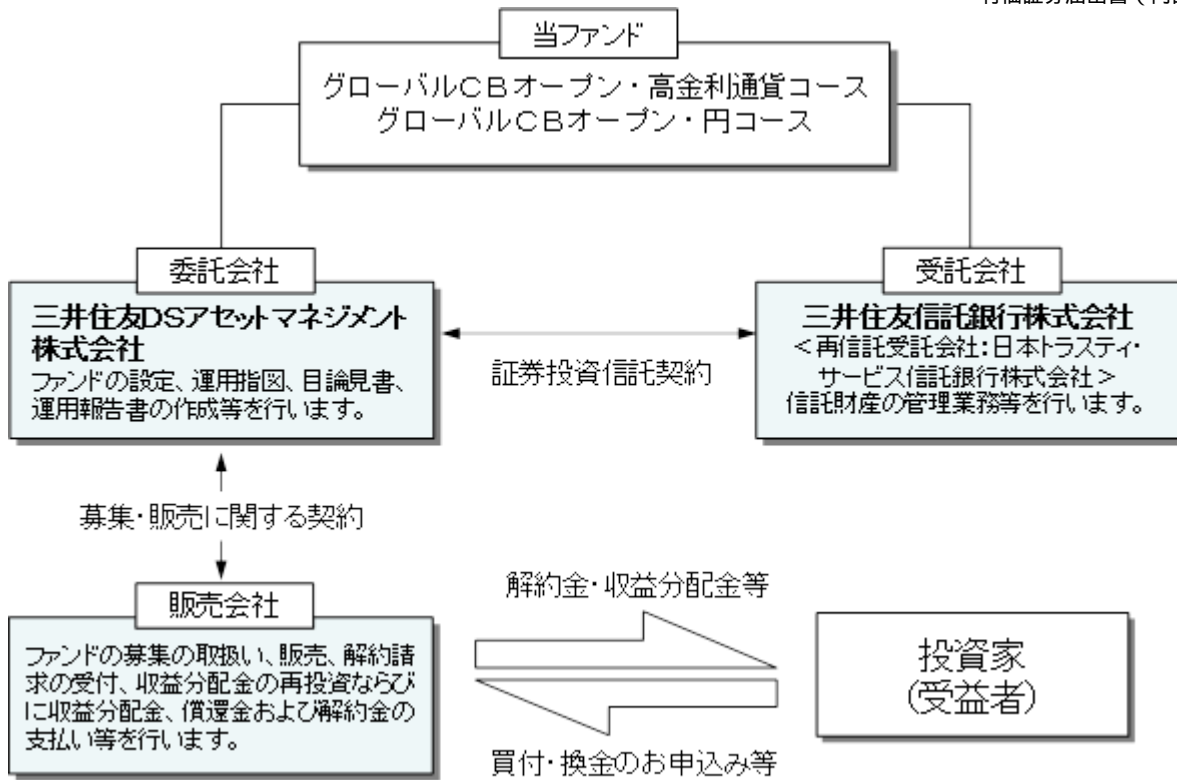 当ファンド
グローバルCBオープン・高金利通貨コース
グローバルCBオープン・円コース
委託会社
三井住友DSアセットマネジメント
株式会社
ファンドの設定、運用指図、目論見書、
運用報告書の作成等を行います。
証券投資信託契約
受託会社
三井住友信託銀行株式会社
<再信託受託会社:日本トラスティ・
サービス信託銀行株式会社>
信託財産の管理業務等を行います。
募集・販売に関する契約
販売会社
ファンドの募集の取扱い、販売、解約請
求の受付、収益分配金の再投資ならび
に収益分配金、償還金および解約金の
支払い等を行います。
解約金・収益分配金等
買付・換金のお申込み等
投資家
(受益者)